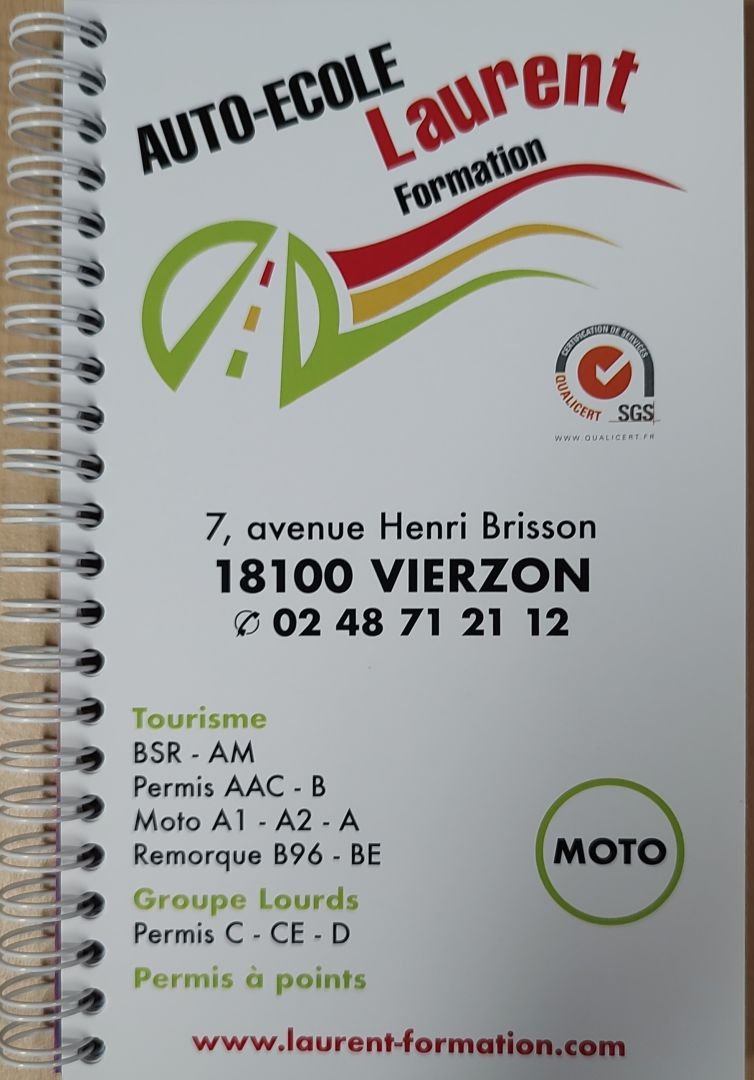 AUTO-ECOLE
Laurent
Formation
CERTIFICATION DE SERVICES
QUALICERT
SGS
WWW.QUALICERT.FR
7, avenue Henri Brisson
18100 VIERZON
✆ 02 48 71 21 12
Tourisme
BSR - AM
Permis AAC - B
Moto A1 - A2 - A
Remorque B96 - BE
MOTO
Groupe Lourds
Permis C - CE - D
Permis à points
www.laurent-formation.com